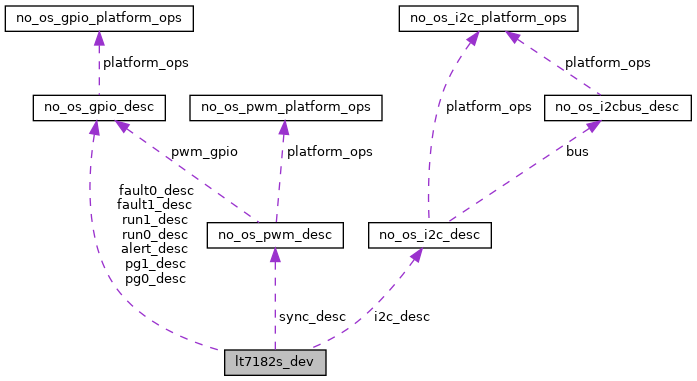 no_os_gpio_platform_ops
no_os_i2c_platform_ops
platform_ops
platform_ops
no_os_gpio_desc
no_os_pwm_platform_ops
platform_ops
no_os_i2cbus_desc
pwm_gpio
platform_ops
bus
fault0_desc
fault1_desc
run1_desc
run0_desc
alert_desc
pg1_desc
pg0_desc
no_os_pwm_desc
no_os_i2c_desc
sync_desc
i2c_desc
lt7182s_dev